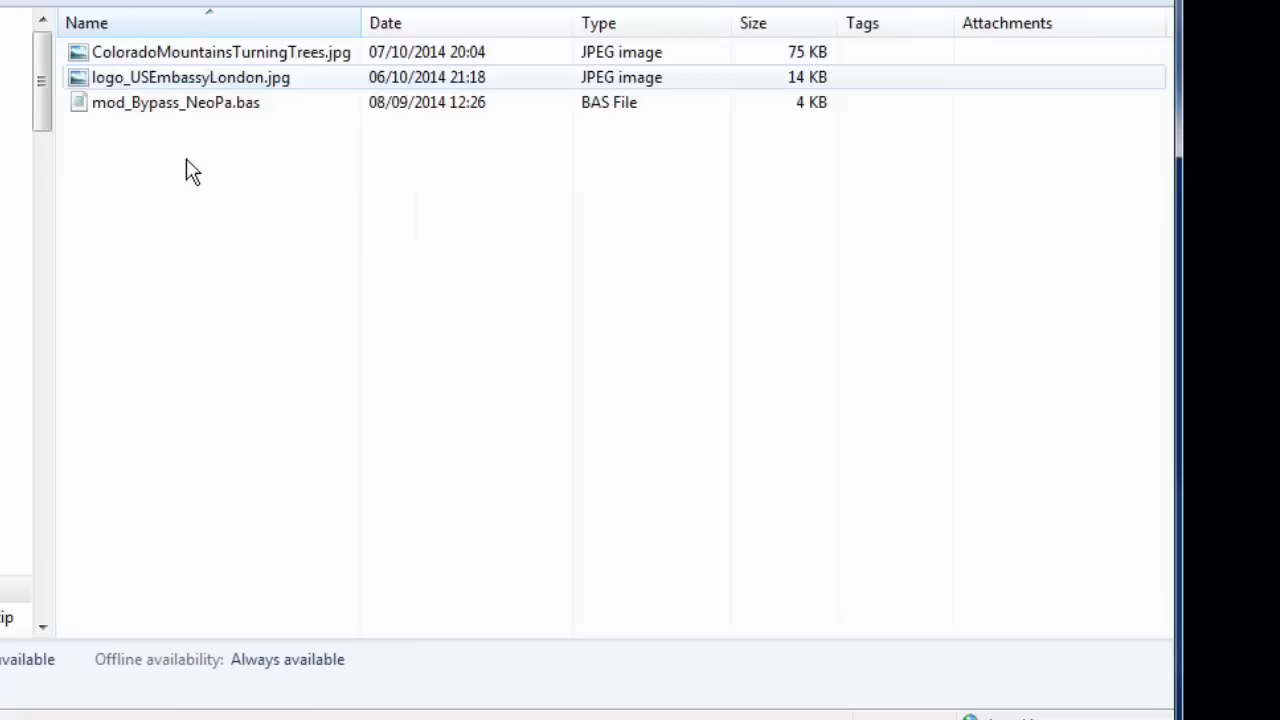 Name Date Type Size Tags Attachments
ColoradoMountainsTurningTrees.jpg 07/10/2014 20:04 JPEG image 75 KB
logo_USEmbassyLondon.jpg 06/10/2014 21:18 JPEG image 14 KB
mod_Bypass_NeoPa.bas 08/09/2014 12:26 BAS File 4 KB
ip
vailable Offline availability: Always available